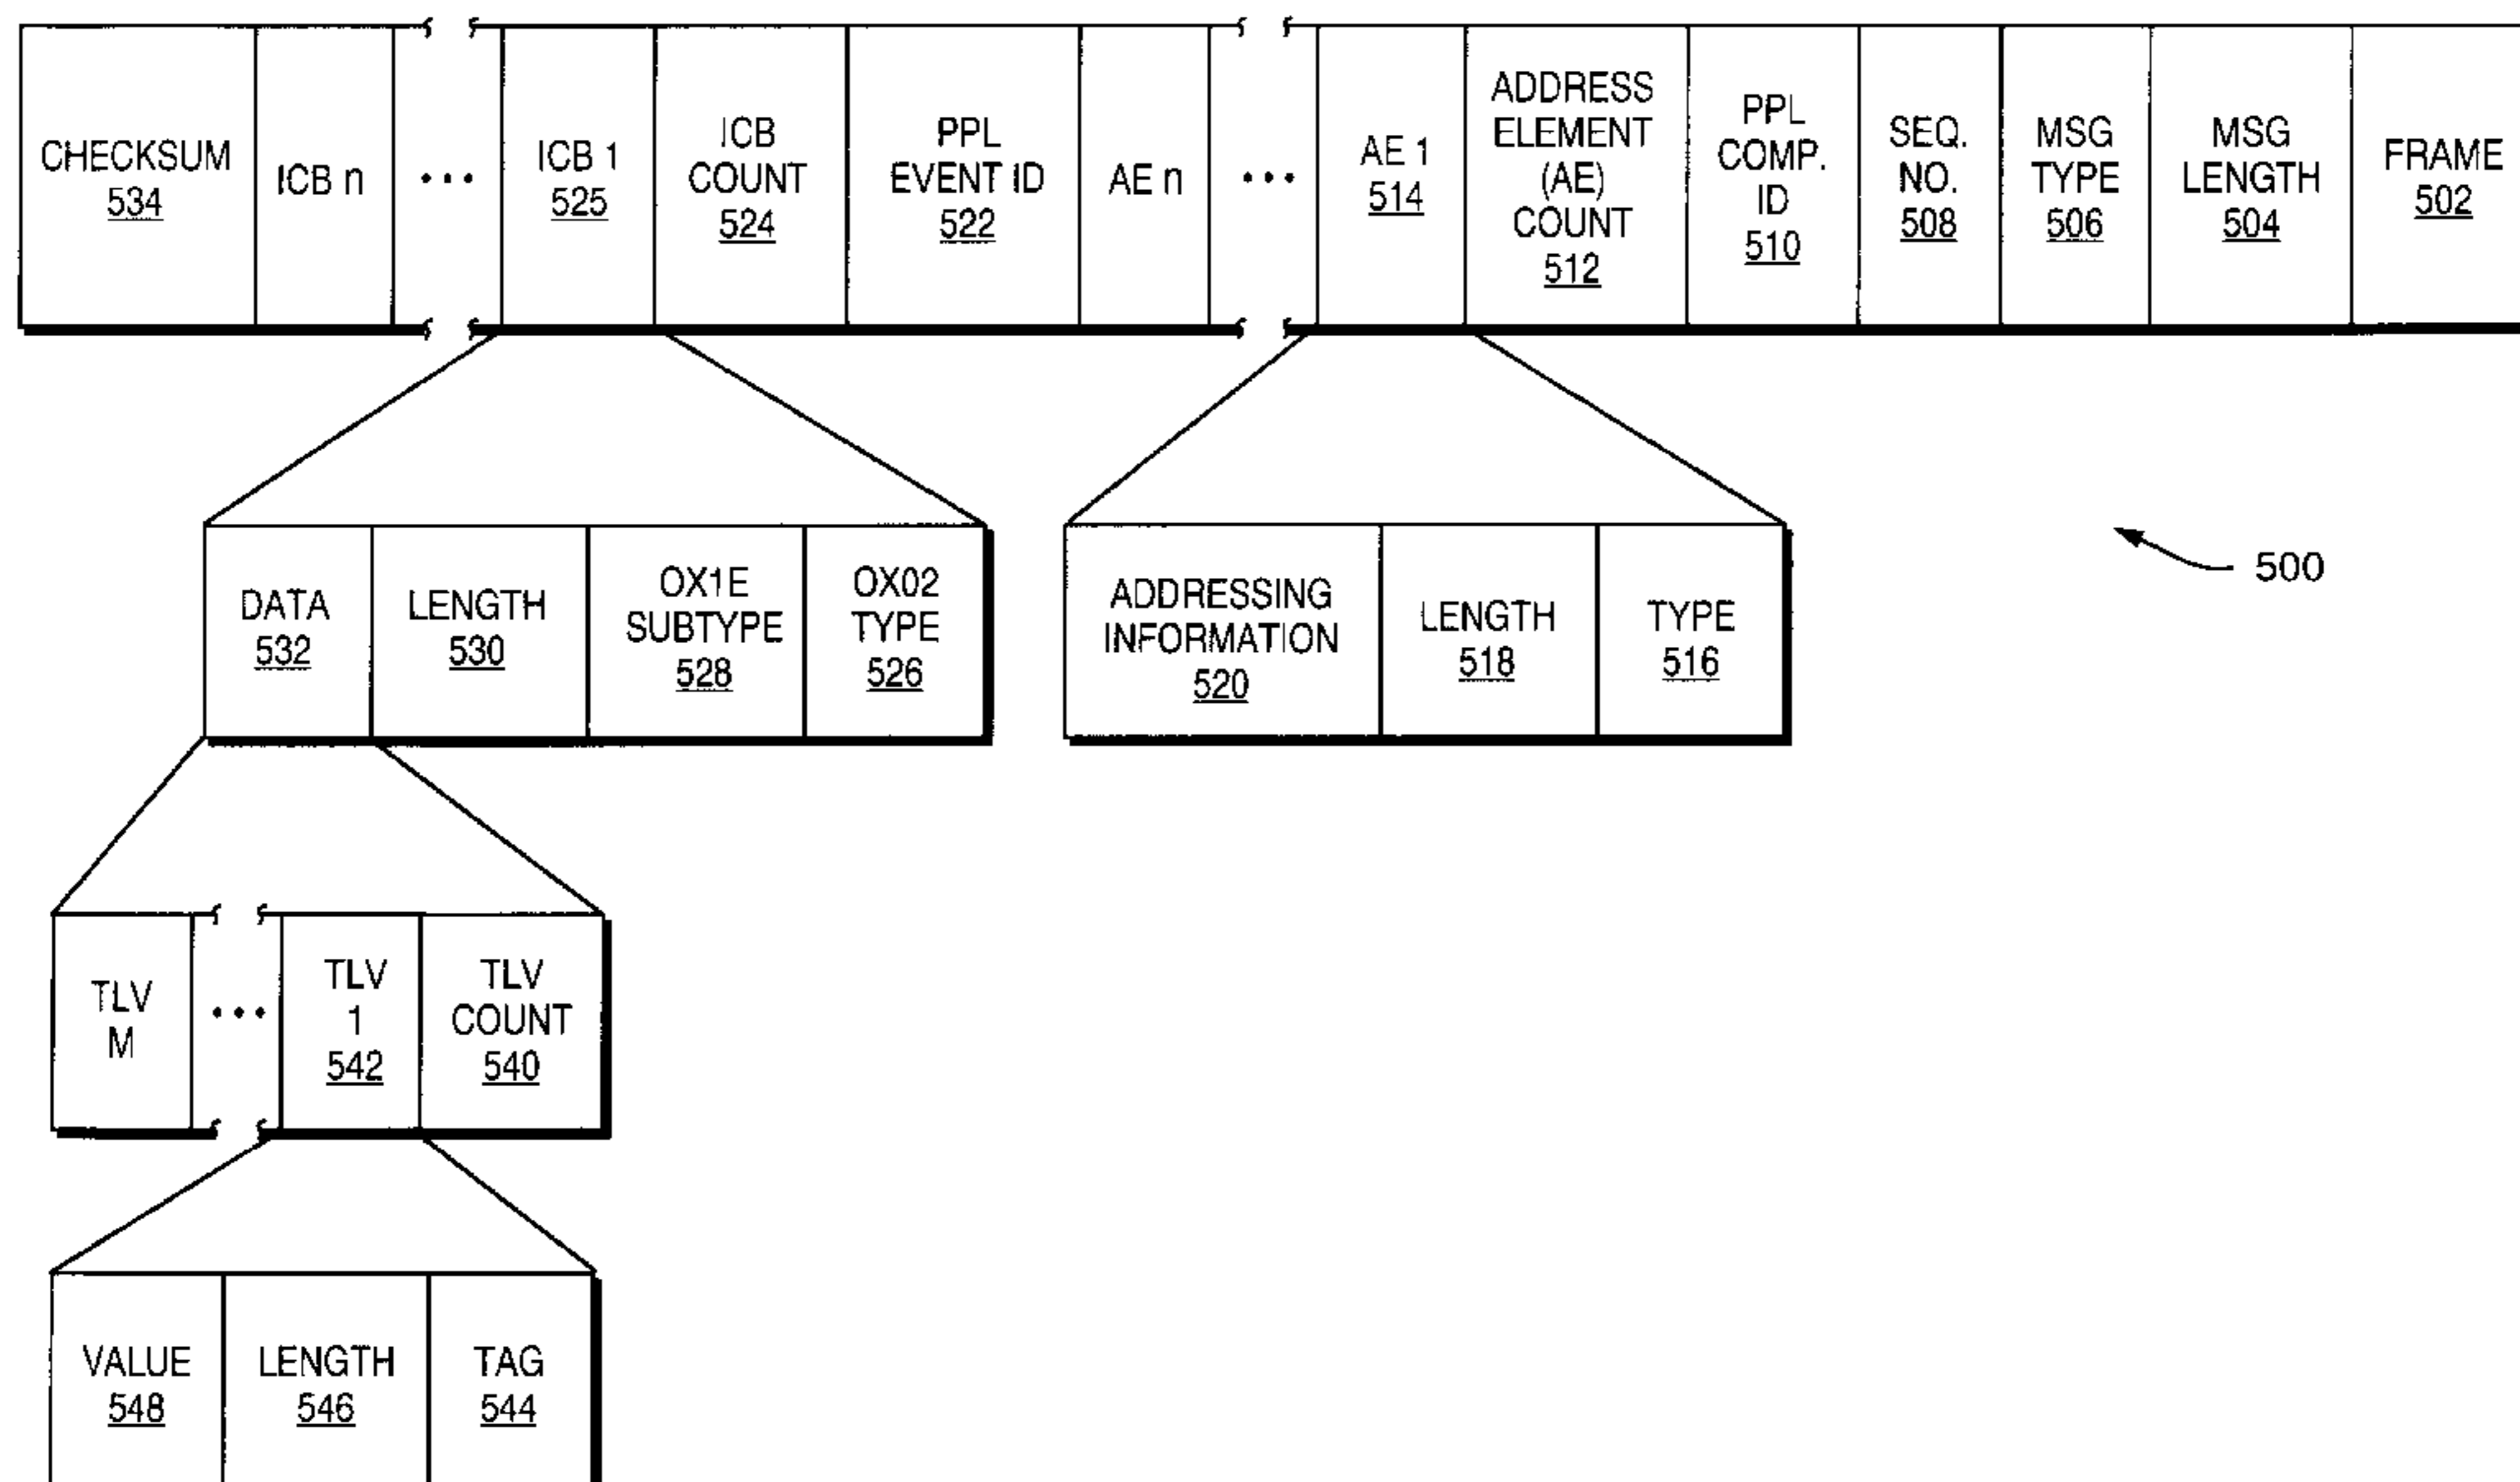 CHECKSUM
534
ICB n
...
ICB 1
525
ICB
COUNT
524
PPL
EVENT ID
522
AE n
...
AE 1
514
ADDRESS
ELEMENT
(AE)
COUNT
512
PPL
COMP.
ID
510
SEQ.
NO.
508
MSG
TYPE
506
MSG
LENGTH
504
FRAME
502
DATA
532
LENGTH
530
OX1E
SUBTYPE
528
OX02
TYPE
526
ADDRESSING
INFORMATION
520
LENGTH
518
TYPE
516
500
TLV
M
...
TLV
1
542
TLV
COUNT
540
VALUE
548
LENGTH
546
TAG
544